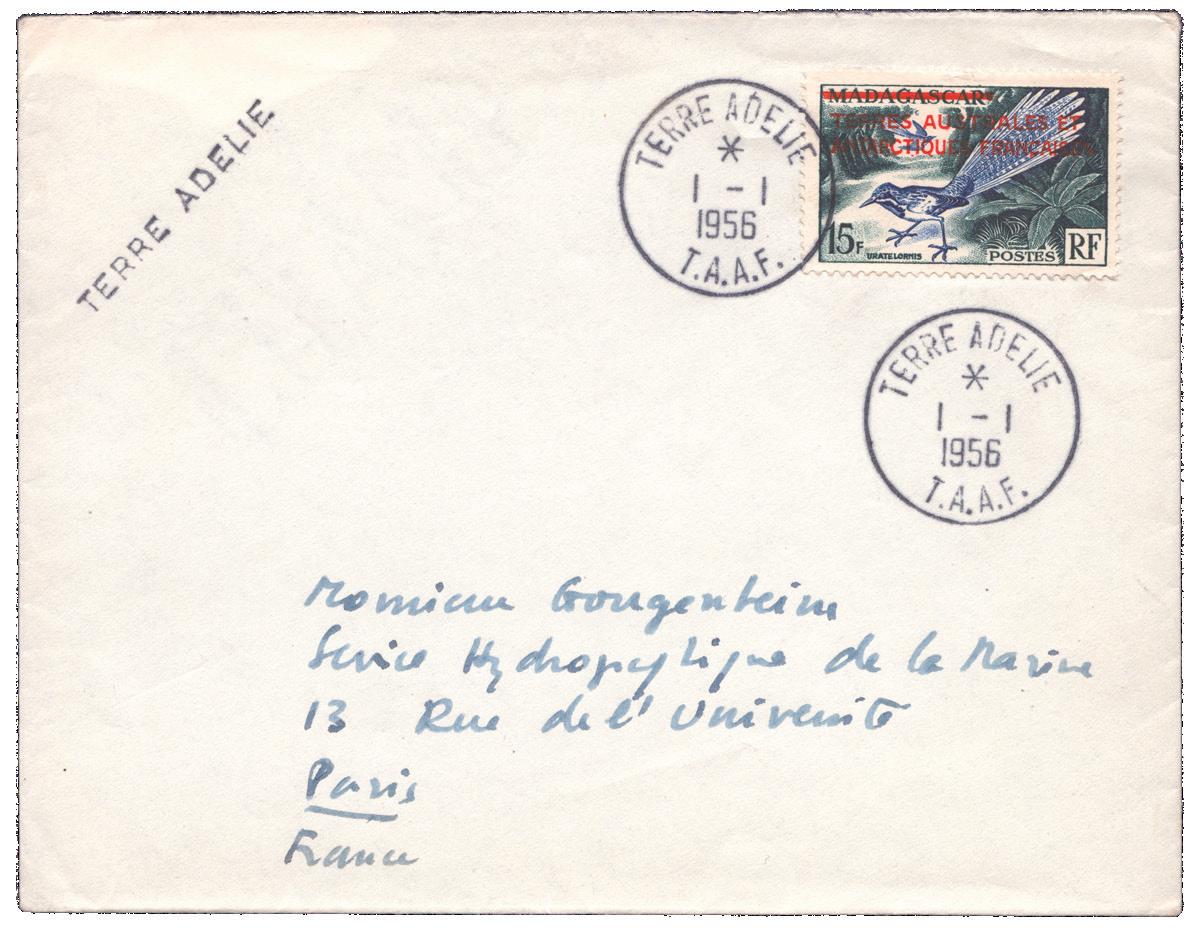 TERRE ADELIE
TERRE ADELIE
1 - 1
1956
T.A.A.F.
MADAGASCAR
TERRES AUSTRALES ET
ANTARCTIQUES FRANÇAISES
15F
URATELORNIS
POSTES
RF
TERRE ADELIE
1 - 1
1956
T.A.A.F.
Monsieur Gougenheim
Service Hydrographique de la Marine
13 Rue de l'Université
Paris
France